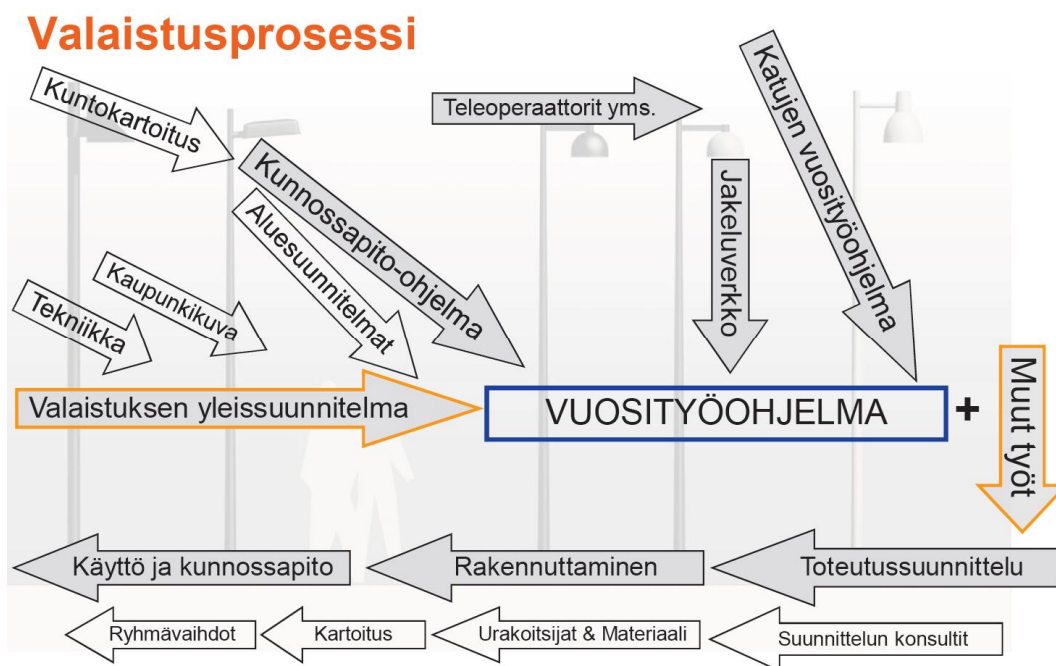 Valaistusprosessi
Kuntokartoitus
Teleoperaattorit yms.
Katujen vuosityöohjelma
Kunnossapito-ohjelma
Aluesuunnitelmat
Jakeluverkko
Kaupunkikuva
Tekniikka
Valaistuksen yleissuunnitelma
VUOSITYÖOHJELMA
+
Muut työt
Käyttö ja kunnossapito
Rakennuttaminen
Toteutussuunnittelu
Ryhmävaihdot
Kartoitus
Urakoitsijat & Materiaali
Suunnittelun konsultit